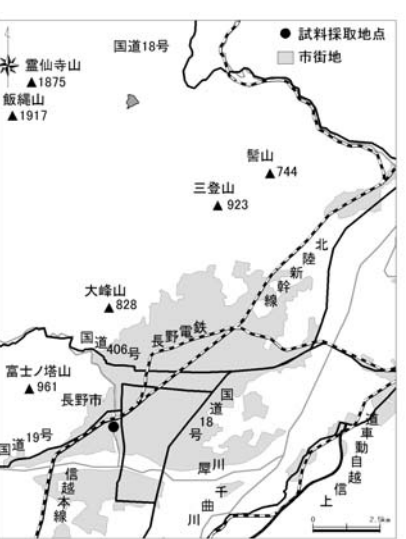 国道18号
● 試料採取地点
市街地
霊仙寺山
▲1875
飯縄山
▲1917
髻山
▲744
三登山
▲923
北陸新幹線
大峰山
▲828
長野電鉄
国道406号
富士ノ塔山
▲961
長野市
国道18号
国道19号
犀川
千曲川
信越本線
上信越自動車道
0 2.5km